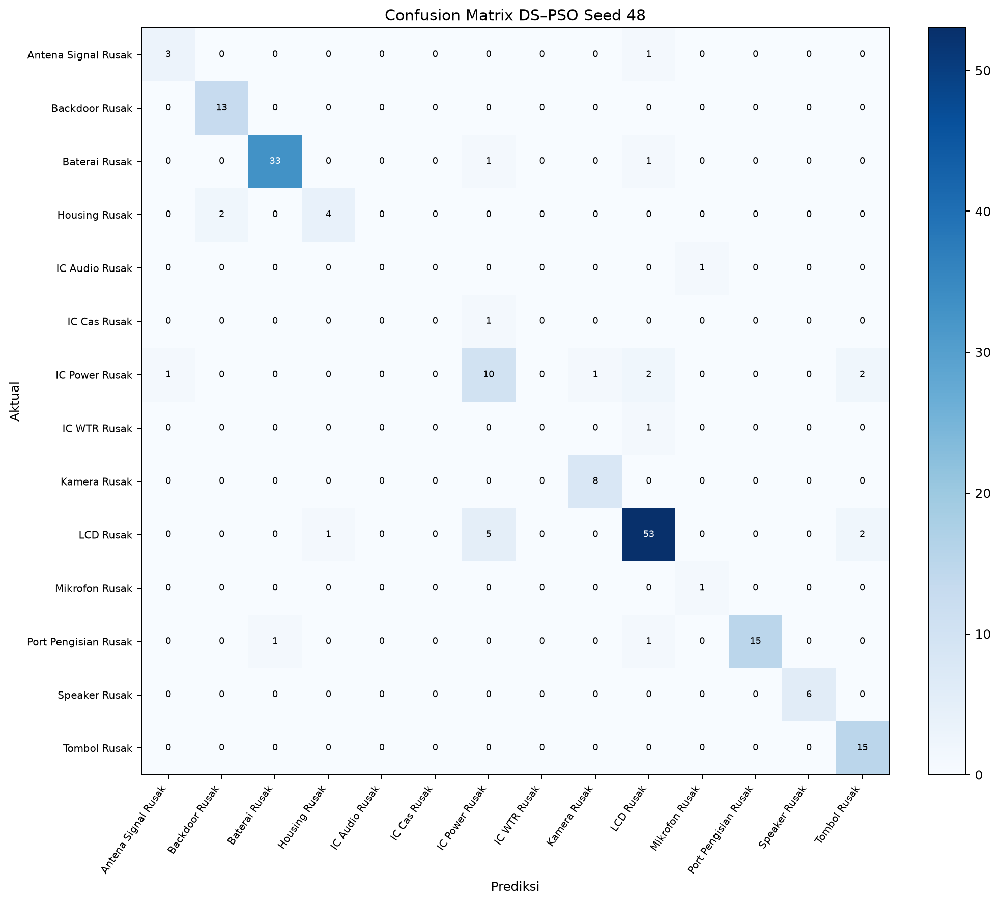 Confusion Matrix DS–PSO Seed 48
Antena Signal Rusak 3 0 0 0 0 0 0 0 0 1 0 0 0 0
Backdoor Rusak 0 13 0 0 0 0 0 0 0 0 0 0 0 0
Baterai Rusak 0 0 33 0 0 0 1 0 0 1 0 0 0 0
Housing Rusak 0 2 0 4 0 0 0 0 0 0 0 0 0 0
IC Audio Rusak 0 0 0 0 0 0 0 0 0 0 1 0 0 0
IC Cas Rusak 0 0 0 0 0 0 1 0 0 0 0 0 0 0
IC Power Rusak 1 0 0 0 0 0 10 0 1 2 0 0 0 2
IC WTR Rusak 0 0 0 0 0 0 0 0 0 1 0 0 0 0
Kamera Rusak 0 0 0 0 0 0 0 0 8 0 0 0 0 0
LCD Rusak 0 0 0 1 0 0 5 0 0 53 0 0 0 2
Mikrofon Rusak 0 0 0 0 0 0 0 0 0 0 1 0 0 0
Port Pengisian Rusak 0 0 1 0 0 0 0 0 0 1 0 15 0 0
Speaker Rusak 0 0 0 0 0 0 0 0 0 0 0 0 6 0
Tombol Rusak 0 0 0 0 0 0 0 0 0 0 0 0 0 15
Aktual
Antena Signal Rusak
Backdoor Rusak
Baterai Rusak
Housing Rusak
IC Audio Rusak
IC Cas Rusak
IC Power Rusak
IC WTR Rusak
Kamera Rusak
LCD Rusak
Mikrofon Rusak
Port Pengisian Rusak
Speaker Rusak
Tombol Rusak
Prediksi
50
40
30
20
10
0